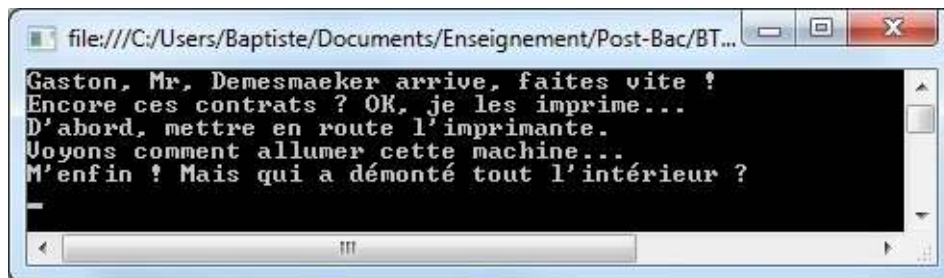 file:///C:/Users/Baptiste/Documents/Enseignement/Post-Bac/BT...
Gaston, Mr, Demesmaeker arrive, faites vite !
Encore ces contrats ? OK, je les imprime...
D'abord, mettre en route l'imprimante.
Voyons comment allumer cette machine...
M'enfin ! Mais qui a démonté tout l'intérieur ?